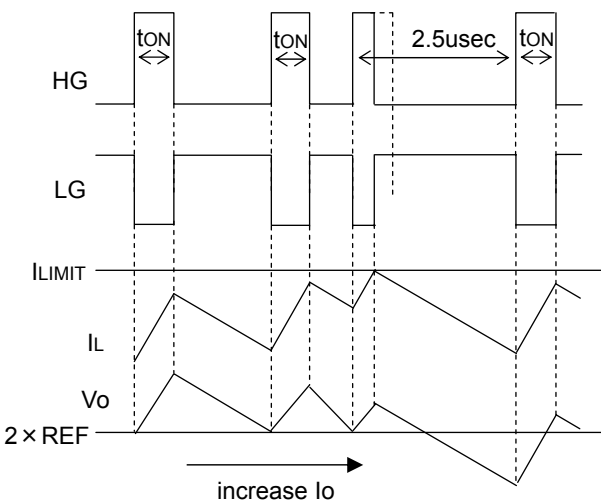 tON
tON
2.5usec
tON
HG
LG
ILIMIT
IL
Vo
2×REF
increase Io